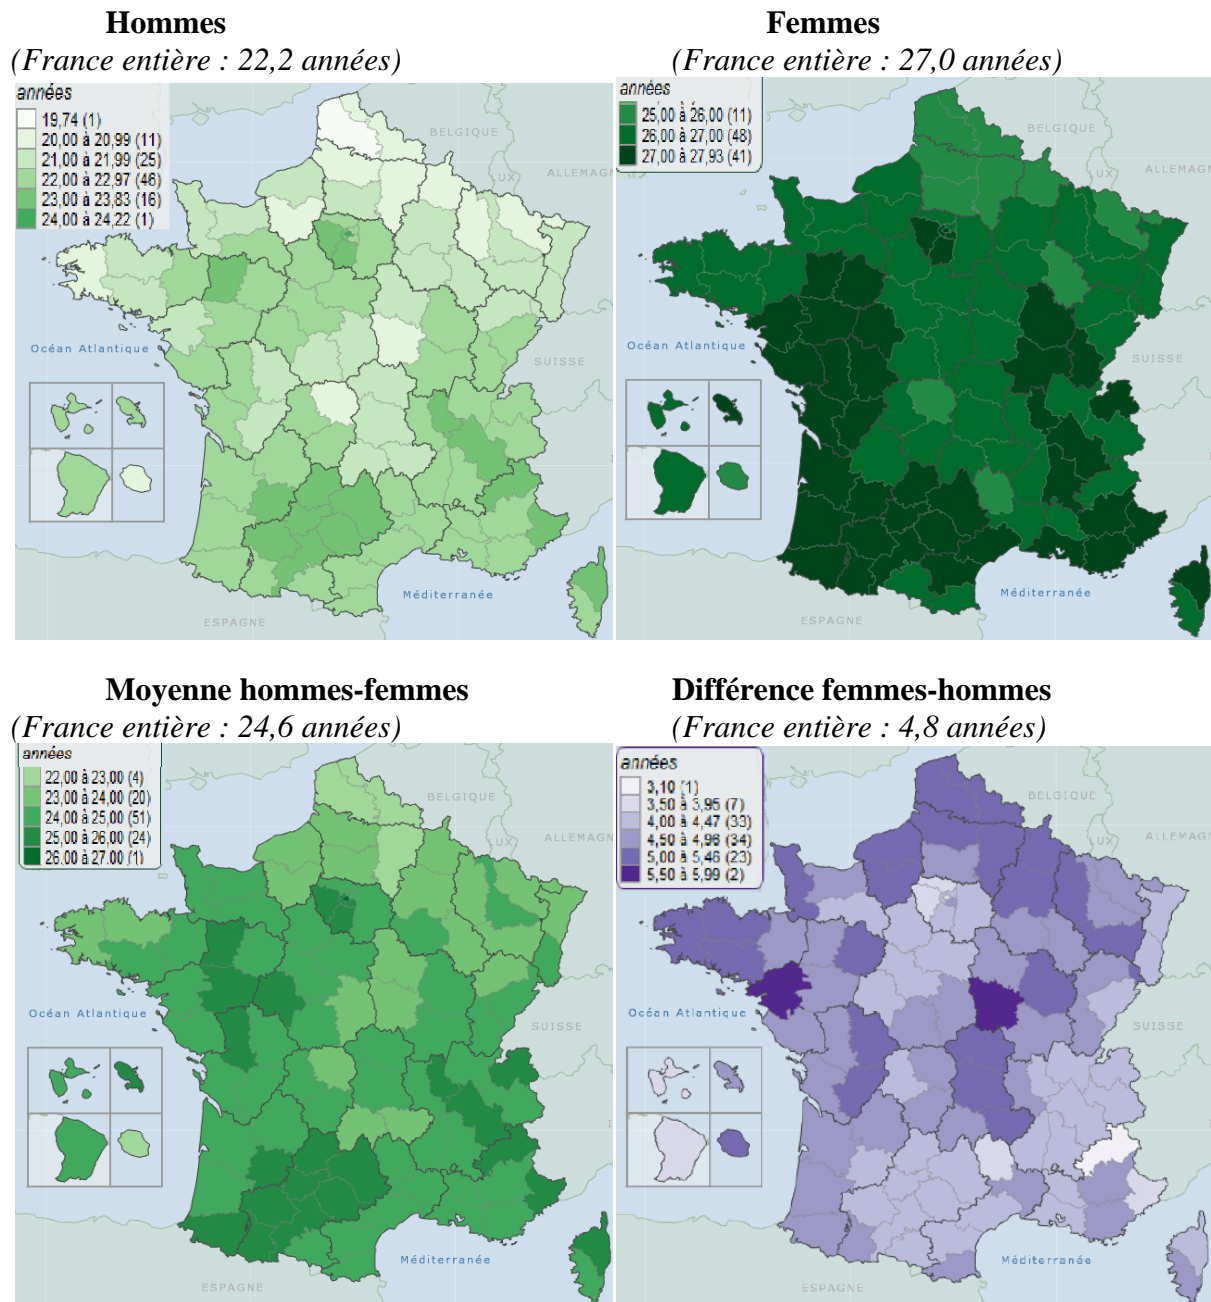 Hommes
(France entière : 22,2 années)
années
19,74 (1)
20,00 à 20,99 (11)
21,00 à 21,99 (25)
22,00 à 22,97 (46)
23,00 à 23,83 (16)
24,00 à 24,22 (1)
BELGIQUE
LUX
ALLEMAGN
Océan Atlantique
SUISSE
Méditerranée
ESPAGNE
Femmes
(France entière : 27,0 années)
années
25,00 à 26,00 (11)
26,00 à 27,00 (48)
27,00 à 27,93 (41)
BELGIQUE
LUX
ALLEMAG
Océan Atlantique
SUISSE
Méditerranée
ESPAGNE
Moyenne hommes-femmes
(France entière : 24,6 années)
années
22,00 à 23,00 (4)
23,00 à 24,00 (20)
24,00 à 25,00 (51)
25,00 à 26,00 (24)
26,00 à 27,00 (1)
BELGIQUE
LUX
ALLEMAGN
Océan Atlantique
SUISSE
Méditerranée
ESPAGNE
Différence femmes-hommes
(France entière : 4,8 années)
années
3,10 (1)
3,50 à 3,95 (7)
4,00 à 4,47 (33)
4,50 à 4,96 (34)
5,00 à 5,46 (23)
5,50 à 5,99 (2)
BELGIQUE
LUX
ALLEMAG
Océan Atlantique
SUISSE
Méditerranée
ESPAGNE